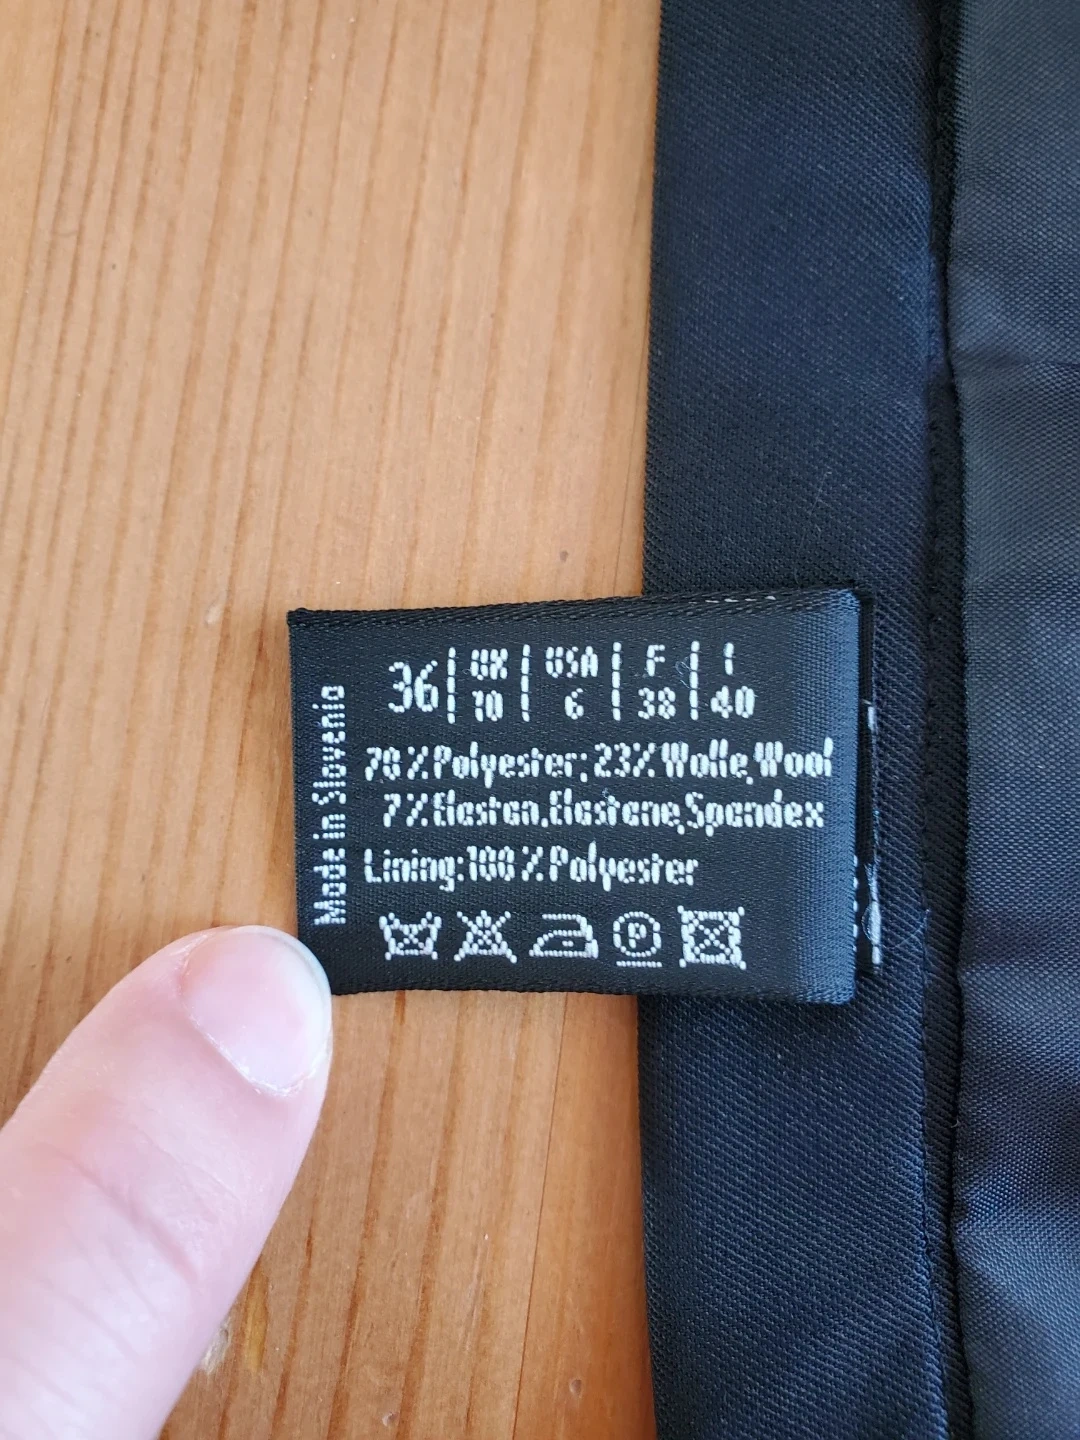 36 | UK | USA | F | I
10 | 6 | 38 | 40
70 % Polyester; 23% Wolle, Wool
7% Elastan, Elastane, Spandex
Lining: 100 % Polyester
P
Made in Slovenia